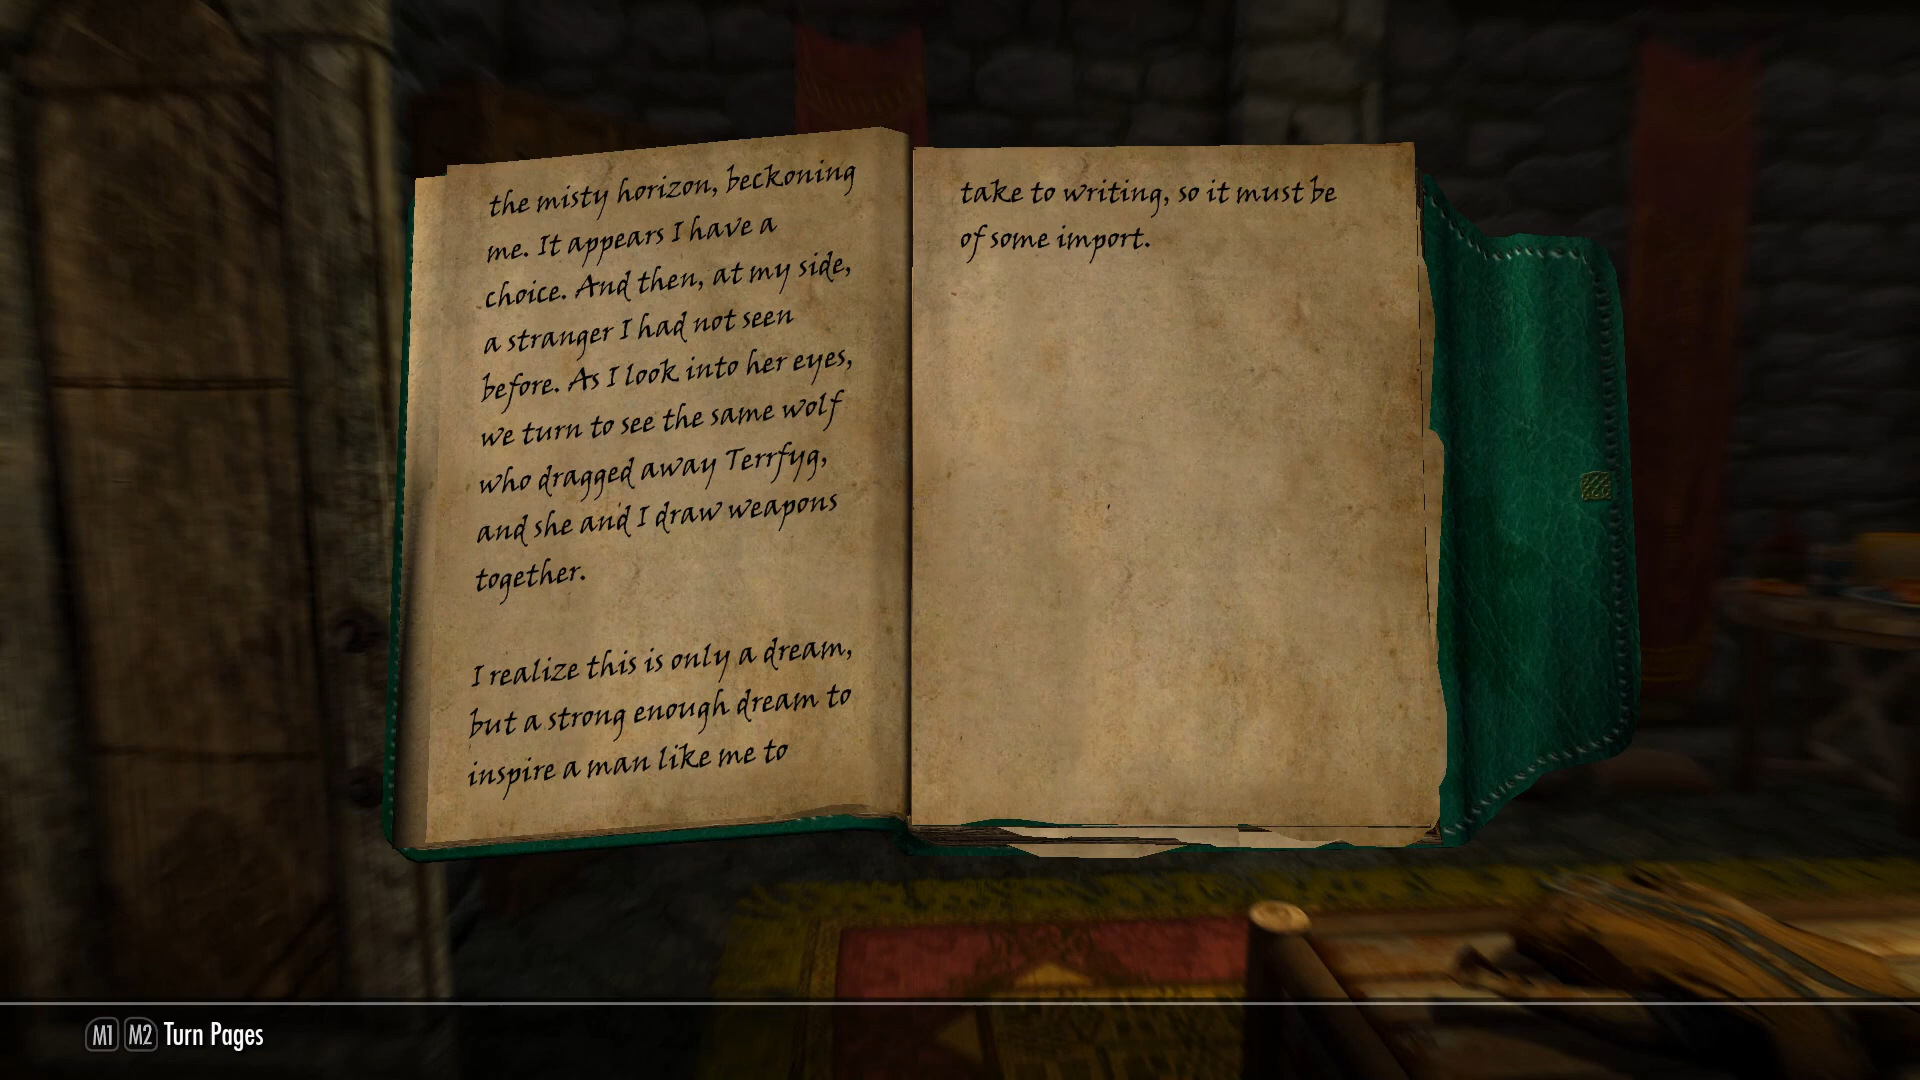 the misty horizon, beckoning
me. It appears I have a
choice. And then, at my side,
a stranger I had not seen
before. As I look into her eyes,
we turn to see the same wolf
who dragged away Terrfyg,
and she and I draw weapons
together.
I realize this is only a dream,
but a strong enough dream to
inspire a man like me to
take to writing, so it must be
of some import.
M1 M2 Turn Pages